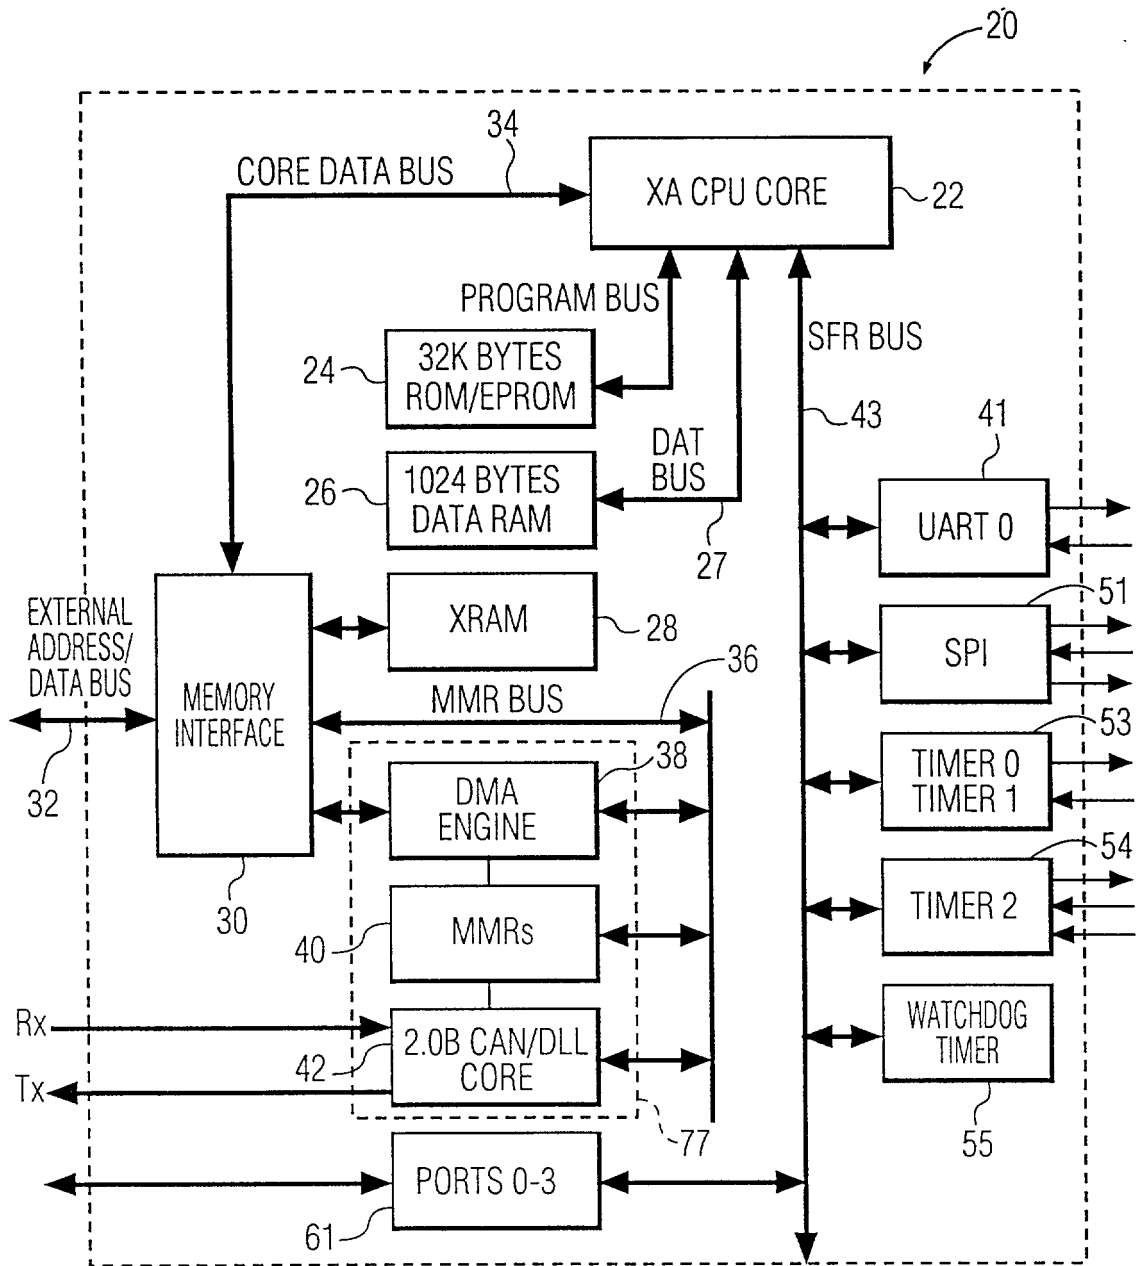 20
34
CORE DATA BUS
XA CPU CORE
22
PROGRAM BUS
SFR BUS
24
32K BYTES
ROM/EPROM
43
41
DAT
BUS
26
1024 BYTES
DATA RAM
UART 0
27
51
EXTERNAL
ADDRESS/
DATA BUS
XRAM
28
SPI
36
MEMORY
INTERFACE
MMR BUS
32
53
38
DMA
ENGINE
TIMER 0
TIMER 1
54
30
40
MMRs
TIMER 2
Rx
42
2.0B CAN/DLL
CORE
WATCHDOG
TIMER
Tx
77
55
PORTS 0-3
61